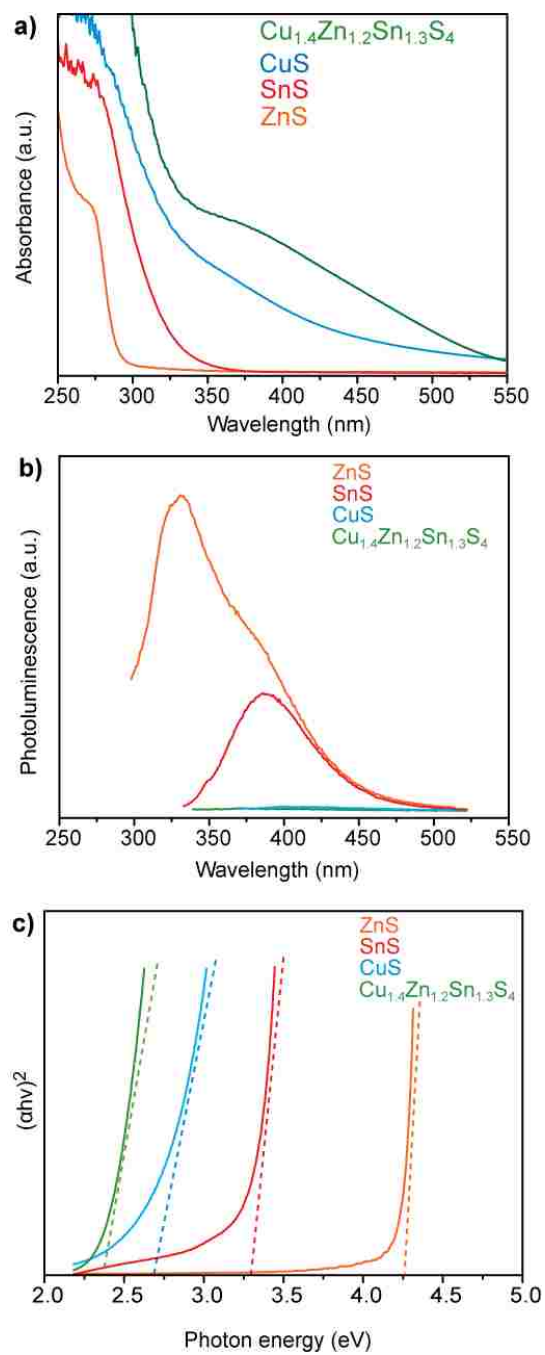 a)
Cu1.4Zn1.2Sn1.3S4
CuS
SnS
ZnS
Absorbance (a.u.)
250 300 350 400 450 500 550
Wavelength (nm)
b)
ZnS
SnS
CuS
Cu1.4Zn1.2Sn1.3S4
Photoluminescence (a.u.)
250 300 350 400 450 500 550
Wavelength (nm)
c)
ZnS
SnS
CuS
Cu1.4Zn1.2Sn1.3S4
(αhv)²
2.0 2.5 3.0 3.5 4.0 4.5 5.0
Photon energy (eV)